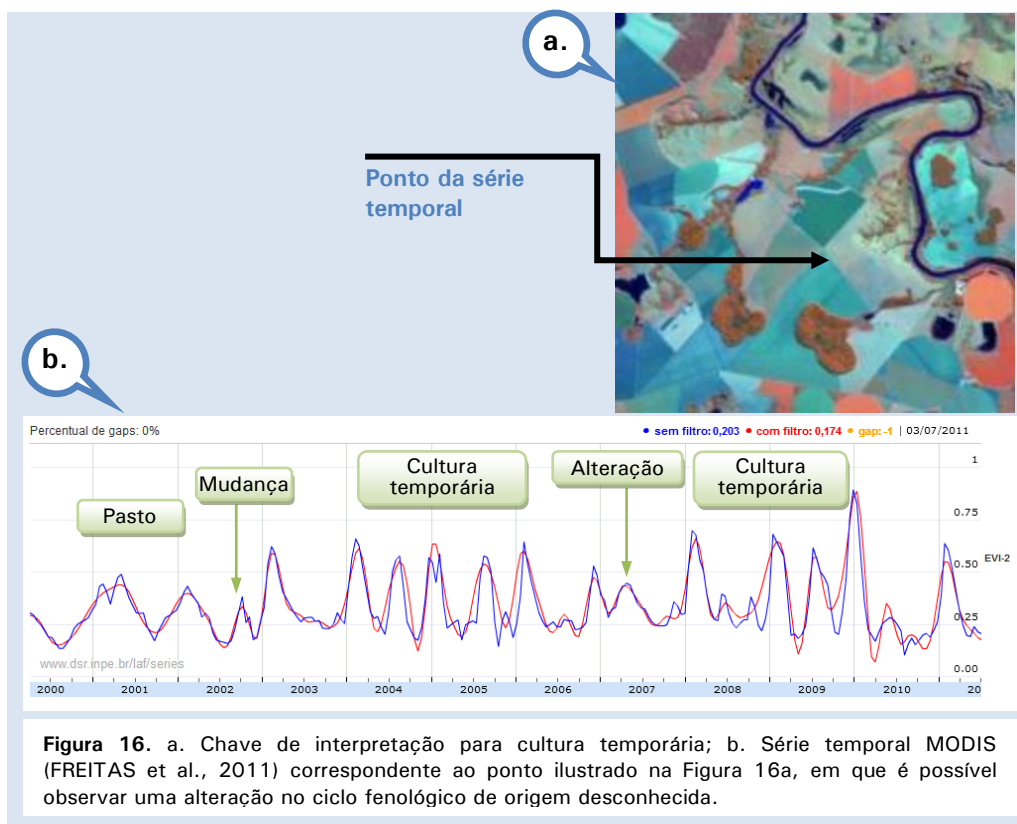 a.
Ponto da série
temporal
b.
Percentual de gaps: 0%
• sem filtro: 0,203 • com filtro: 0,174 • gap: -1 | 03/07/2011
Pasto
Mudança
Cultura
temporária
Alteração
Cultura
temporária
1
0.75
0.50
EVI-2
0.25
0.00
www.dsr.inpe.br/laf/series
2000 2001 2002 2003 2004 2005 2006 2007 2008 2009 2010 20
Figura 16. a. Chave de interpretação para cultura temporária; b. Série temporal MODIS
(FREITAS et al., 2011) correspondente ao ponto ilustrado na Figura 16a, em que é possível
observar uma alteração no ciclo fenológico de origem desconhecida.